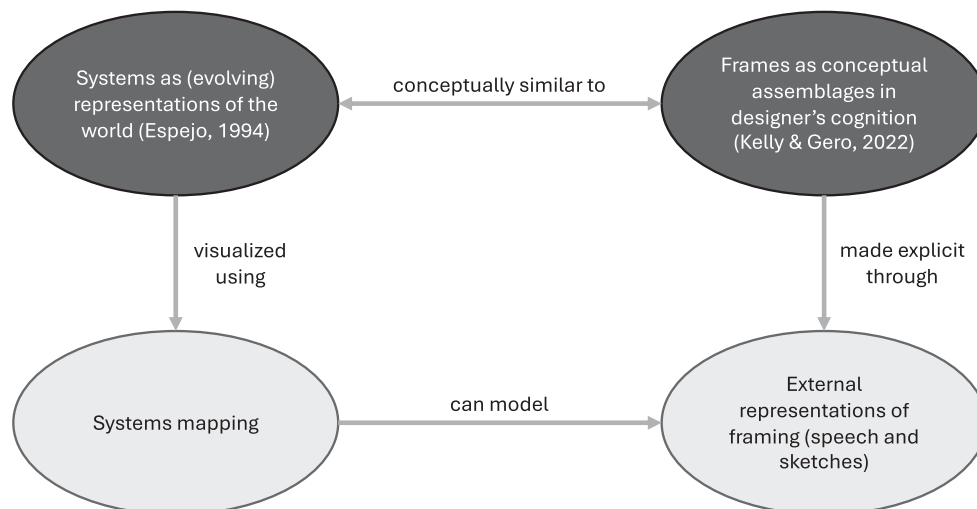 Systems as (evolving)
representations of the
world (Espejo, 1994)
conceptually similar to
Frames as conceptual
assemblages in
designer’s cognition
(Kelly & Gero, 2022)
visualized
using
made explicit
through
Systems mapping
can model
External
representations of
framing (speech and
sketches)